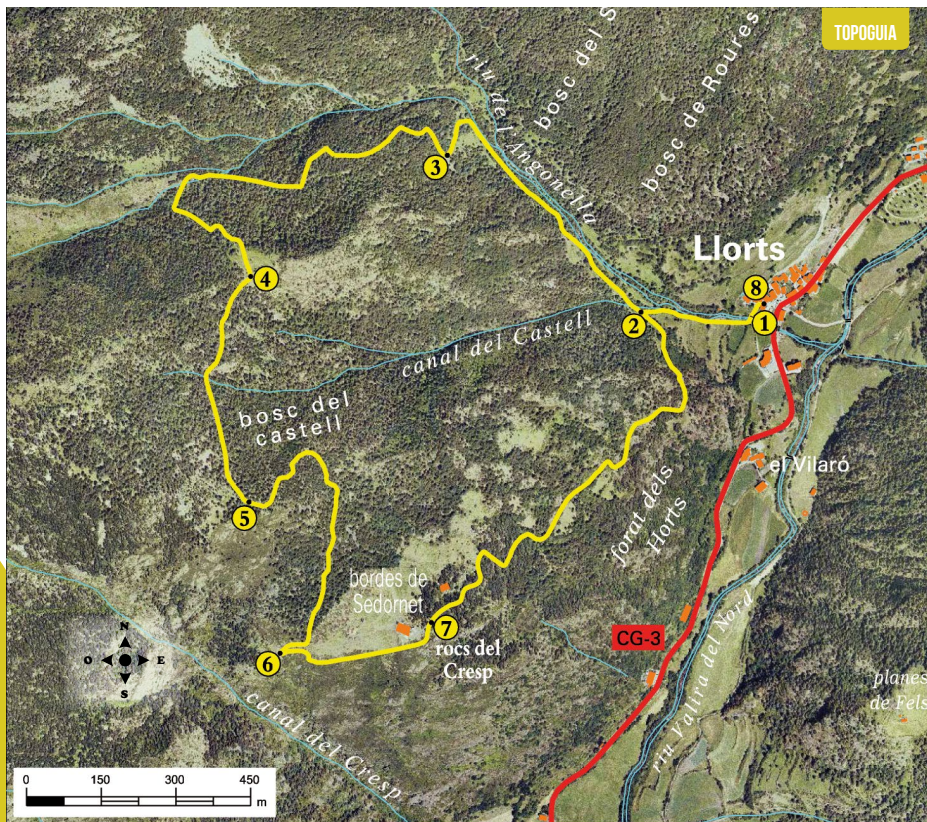 TOPOGUIA
riu del l'Angonella
bosc del S
bosc de Roures
3
Llorts
4
8
1
2
canal del Castell
bosc del
castell
el Vilaró
forat dels
Horts
5
bordes de
Sedornet
7
rocs del
Cresp
CG-3
riu Valira del Nord
N
O
E
S
6
planes
de Fels
canal del Cresp
0 150 300 450
m